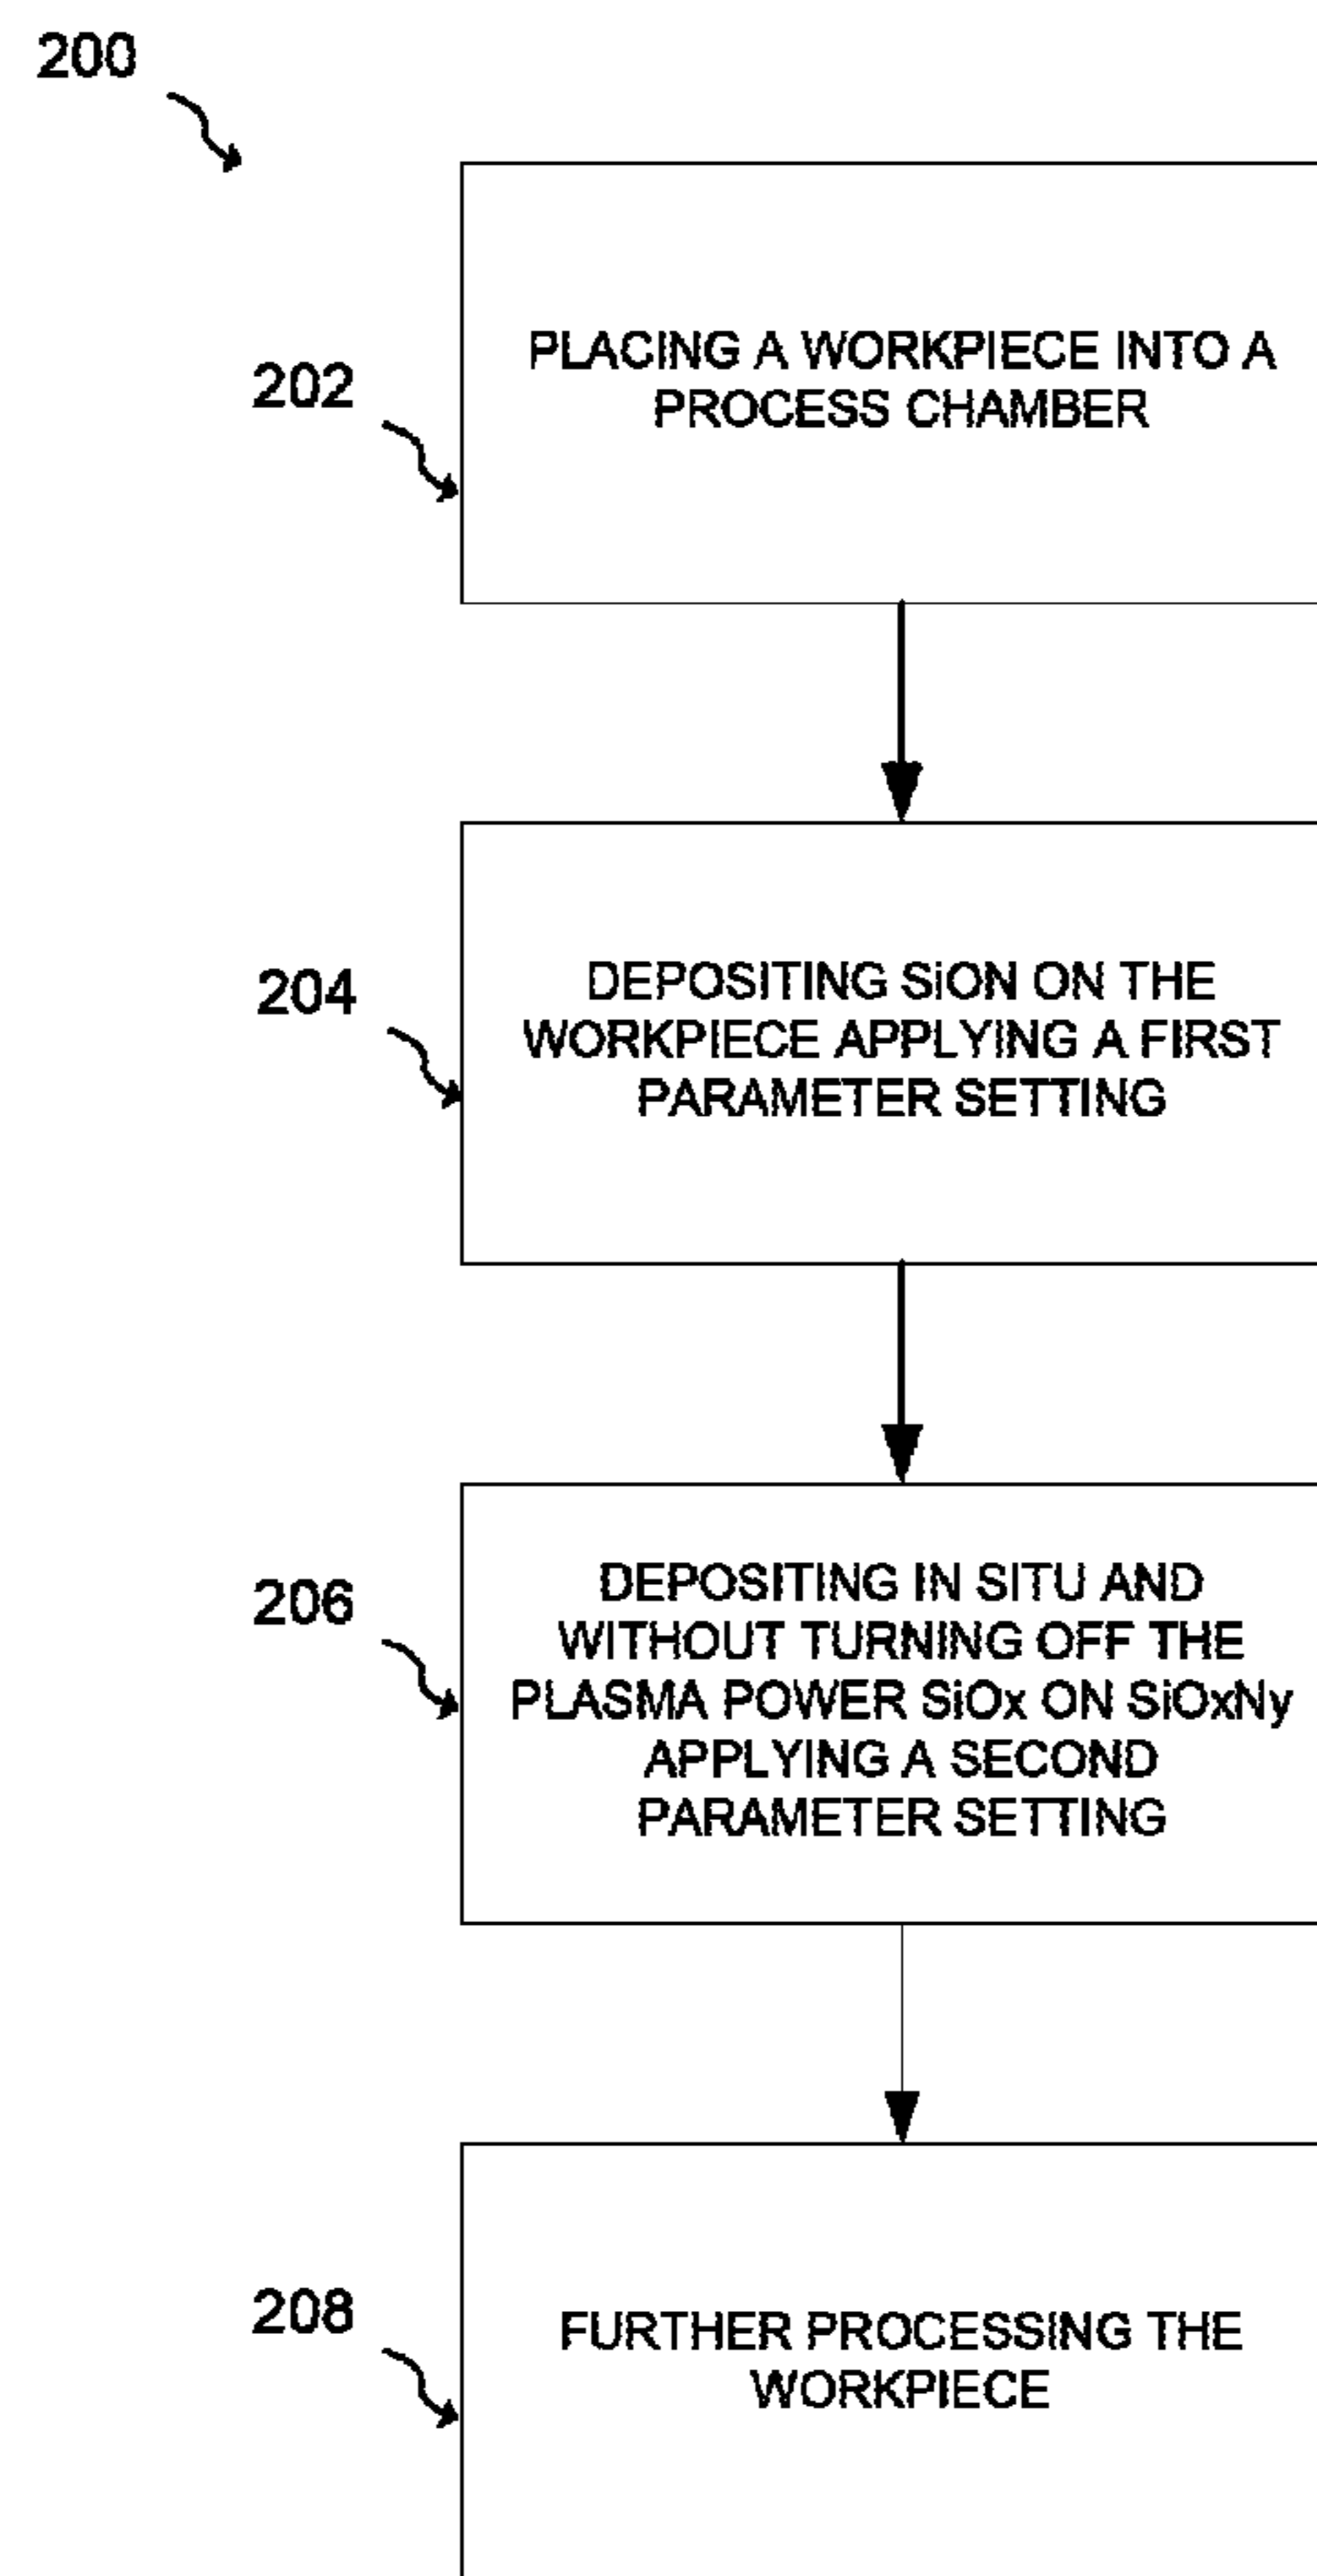 200
202
PLACING A WORKPIECE INTO A
PROCESS CHAMBER
204
DEPOSITING SiON ON THE
WORKPIECE APPLYING A FIRST
PARAMETER SETTING
206
DEPOSITING IN SITU AND
WITHOUT TURNING OFF THE
PLASMA POWER SiOx ON SiOxNy
APPLYING A SECOND
PARAMETER SETTING
208
FURTHER PROCESSING THE
WORKPIECE